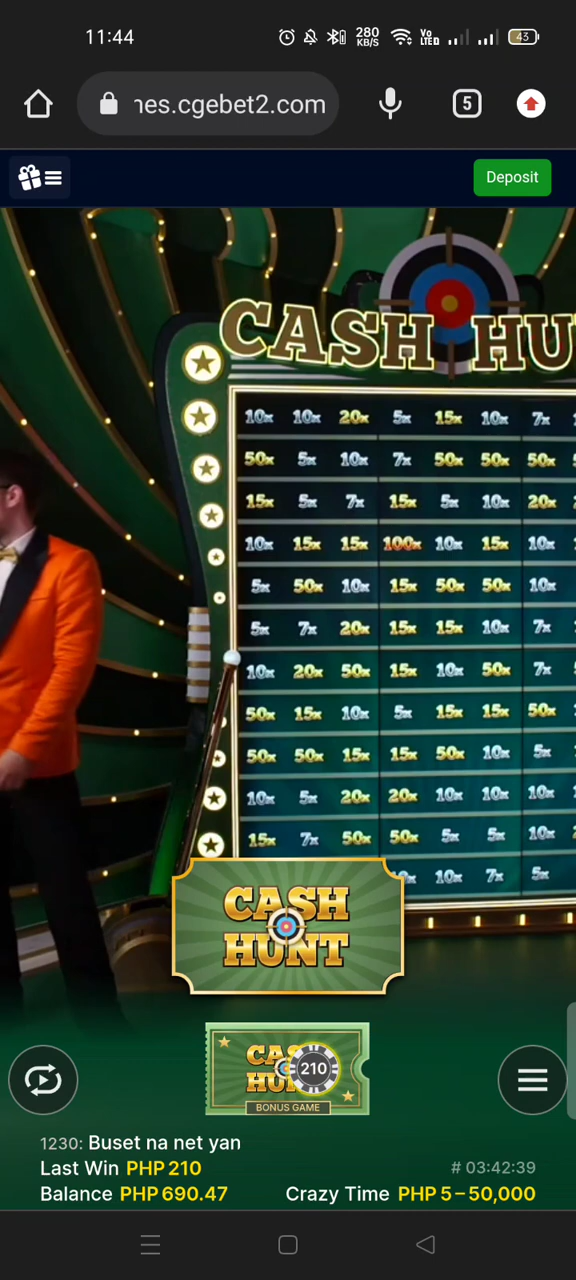 11:44
280
KB/S
Vo
LTED
43
nes.cgebet2.com
5
Deposit
CASH HU
10x 10x 20x 5x 15x 10x 7x
50x 5x 10x 7x 50x 50x 50x
15x 5x 7x 15x 5x 10x 20x
10x 15x 15x 100x 10x 15x 10x
5x 50x 10x 15x 50x 50x 10x
5x 7x 20x 15x 15x 10x 7x
10x 20x 50x 15x 10x 50x 7x
50x 15x 10x 5x 15x 15x 50x
50x 50x 15x 15x 50x 10x 5x
10x 5x 20x 20x 10x 10x 10x
15x 7x 50x 50x 5x 5x 10x
10x 7x 5x
CASH
HUNT
CAS
210
HUN
BONUS GAME
1230: Buset na net yan
Last Win PHP 210
# 03:42:39
Balance PHP 690.47
Crazy Time PHP 5 – 50,000